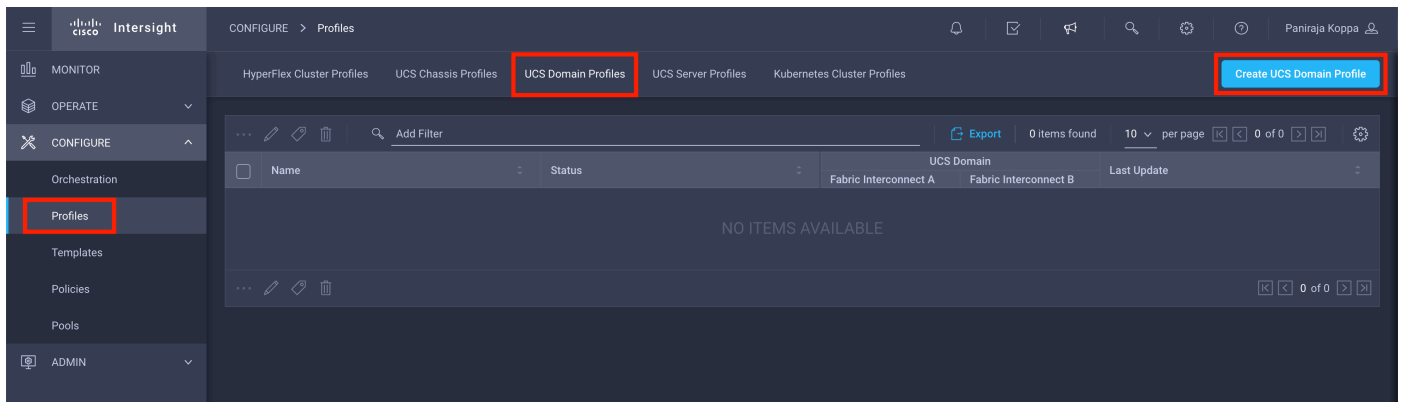 cisco Intersight
CONFIGURE > Profiles
Paniraja Koppa
MONITOR
OPERATE
CONFIGURE
Orchestration
Profiles
Templates
Policies
Pools
ADMIN
HyperFlex Cluster Profiles UCS Chassis Profiles UCS Domain Profiles UCS Server Profiles Kubernetes Cluster Profiles
Create UCS Domain Profile
Add Filter
Export 0 items found 10 per page 0 of 0
UCS Domain
Name Status Fabric Interconnect A Fabric Interconnect B Last Update
NO ITEMS AVAILABLE
0 of 0